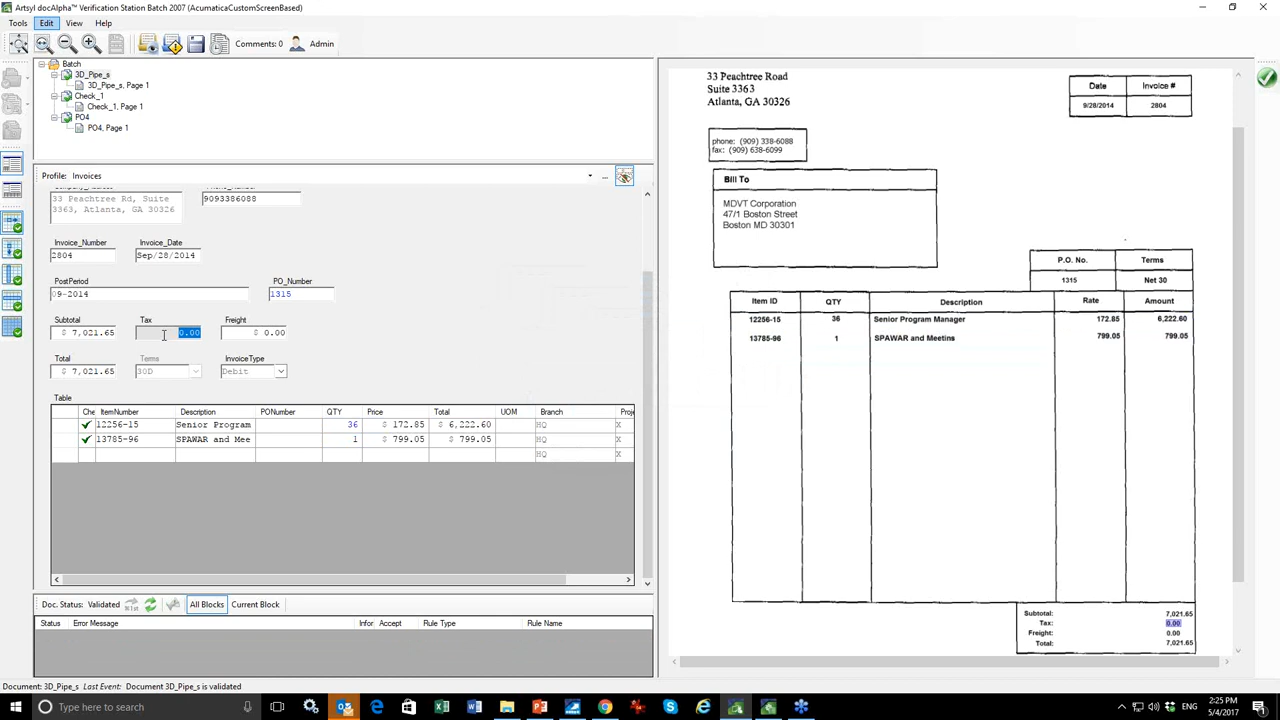 Artsyl docAlpha™ Verification Station Batch 2007 (AcumaticaCustomScreenBased)
Tools Edit View Help
Comments: 0 Admin
Batch
3D_Pipe_s
3D_Pipe_s, Page 1
Check_1
Check_1, Page 1
PO4
PO4, Page 1
Profile: Invoices
...
33 Peachtree Rd, Suite
3363, Atlanta, GA 30326
9093386088
Invoice_Number Invoice_Date
2804 Sep/28/2014
PostPeriod PO_Number
09-2014 1315
Subtotal Tax Freight
$ 7,021.65 0.00 $ 0.00
Total Terms InvoiceType
$ 7,021.65 30D Debit
Table
Che ItemNumber Description PONumber QTY Price Total UOM Branch Proje
12256-15 Senior Program 36 $ 172.85 $ 6,222.60 HQ X
13785-96 SPAWAR and Mee 1 $ 799.05 $ 799.05 HQ X
HQ X
Doc. Status: Validated All Blocks Current Block
Status Error Message Infor Accept Rule Type Rule Name
Document: 3D_Pipe_s Last Event: Document 3D_Pipe_s is validated
33 Peachtree Road
Suite 3363
Atlanta, GA 30326
Date Invoice #
9/28/2014 2804
phone: (909) 338-6088
fax: (909) 638-6099
Bill To
MDVT Corporation
47/1 Boston Street
Boston MD 30301
P.O. No. Terms
1315 Net 30
Item ID QTY Description Rate Amount
12256-15 36 Senior Program Manager 172.85 6,222.60
13785-96 1 SPAWAR and Meetins 799.05 799.05
Subtotal: 7,021.65
Tax: 0.00
Freight: 0.00
Total: 7,021.65
Type here to search
2:25 PM
5/4/2017